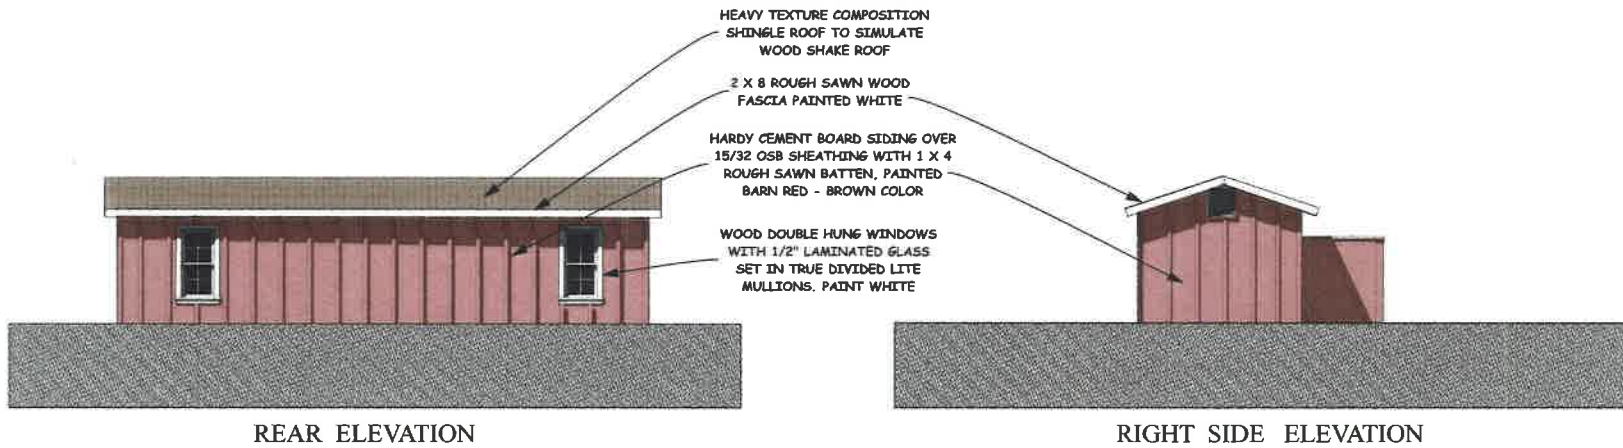 HEAVY TEXTURE COMPOSITION
SHINGLE ROOF TO SIMULATE
WOOD SHAKE ROOF
2 X 8 ROUGH SAWN WOOD
FASCIA PAINTED WHITE
HARDY CEMENT BOARD SIDING OVER
15/32 OSB SHEATHING WITH 1 X 4
ROUGH SAWN BATTEN, PAINTED
BARN RED - BROWN COLOR
WOOD DOUBLE HUNG WINDOWS
WITH 1/2" LAMINATED GLASS
SET IN TRUE DIVIDED LITE
MULLIONS. PAINT WHITE
REAR ELEVATION
RIGHT SIDE ELEVATION